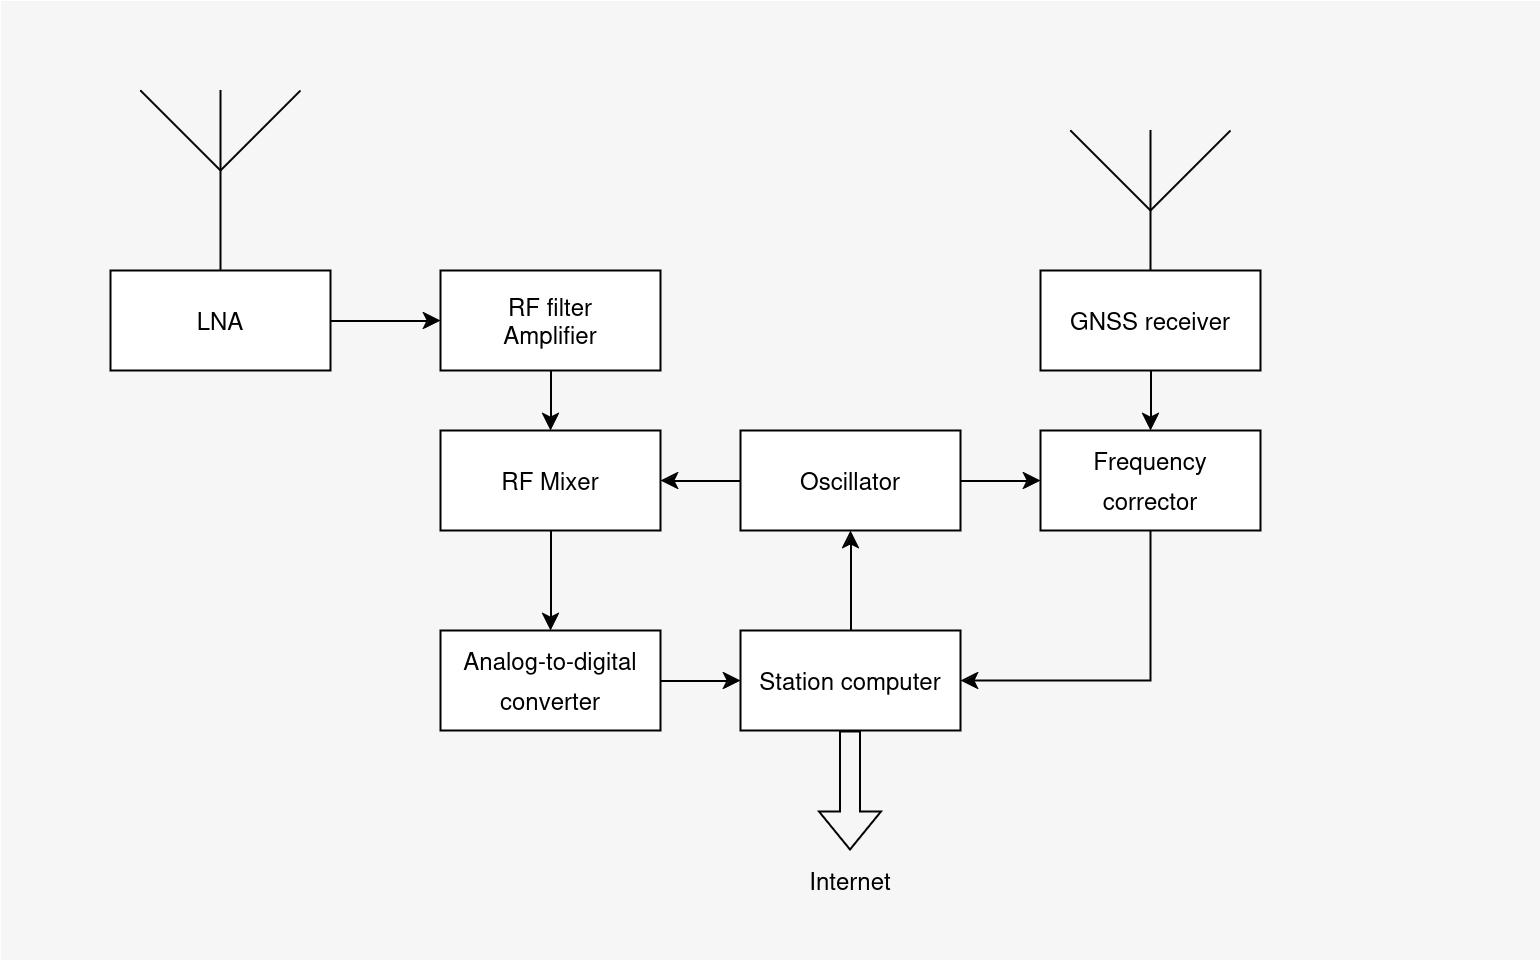 LNA
RF filter
Amplifier
GNSS receiver
RF Mixer
Oscillator
Frequency
corrector
Analog-to-digital
converter
Station computer
Internet